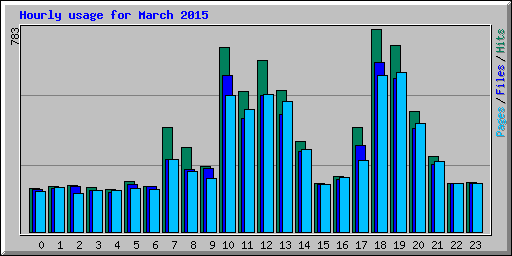 Hourly usage for March 2015
783
Pages/Files/Hits
0 1 2 3 4 5 6 7 8 9 10 11 12 13 14 15 16 17 18 19 20 21 22 23